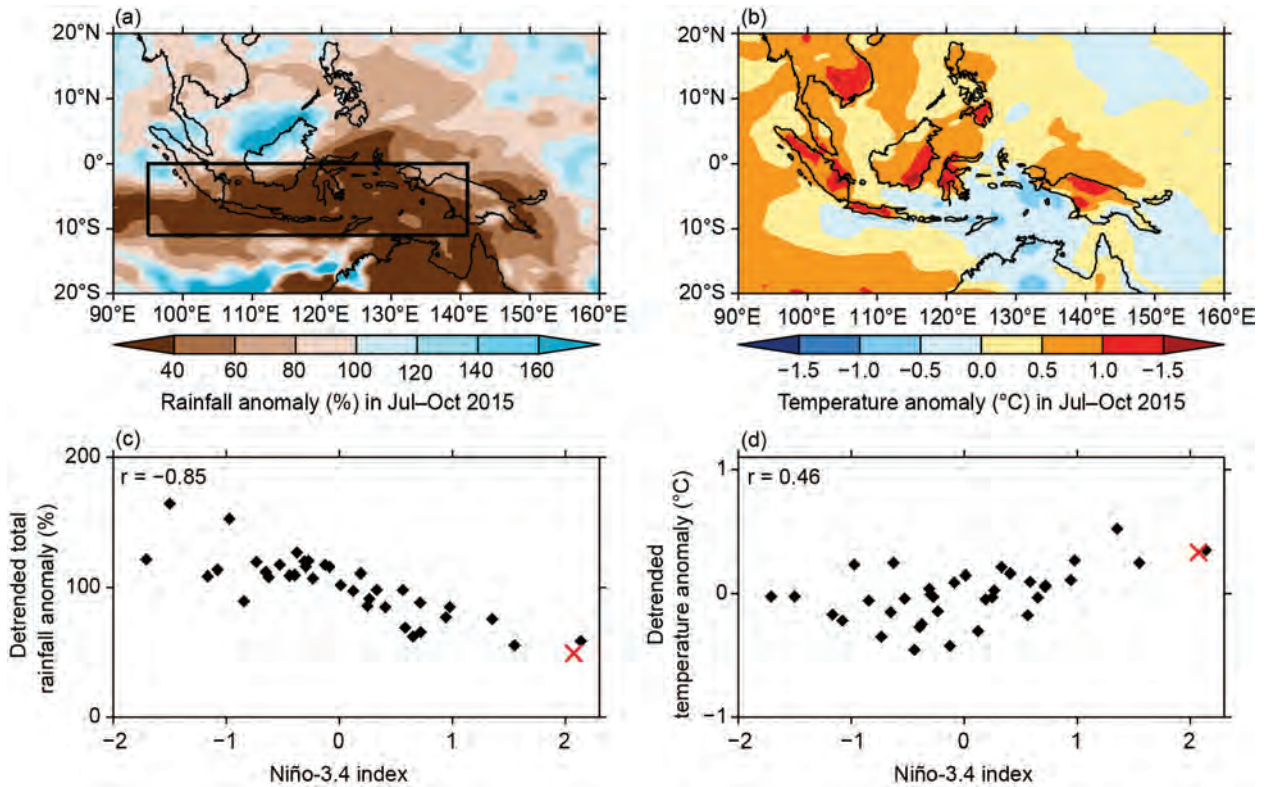 (a)
20°N
10°N
0°
10°S
20°S
90°E 100°E 110°E 120°E 130°E 140°E 150°E 160°E
40 60 80 100 120 140 160
Rainfall anomaly (%) in Jul–Oct 2015
(b)
20°N
10°N
0°
10°S
20°S
90°E 100°E 110°E 120°E 130°E 140°E 150°E 160°E
−1.5 −1.0 −0.5 0.0 0.5 1.0 −1.5
Temperature anomaly (°C) in Jul–Oct 2015
(c)
r = −0.85
200
100
0
Detrended total
rainfall anomaly (%)
−2 −1 0 1 2
Niño-3.4 index
(d)
r = 0.46
1
0
−1
Detrended
temperature anomaly (°C)
−2 −1 0 1 2
Niño-3.4 index